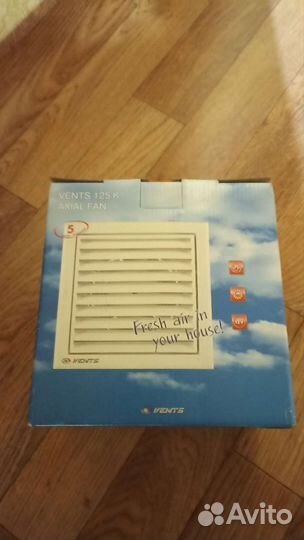 VENTS 125 K
AXIAL FAN
5
Fresh air in
your house!
VENTS
VENTS
Avito